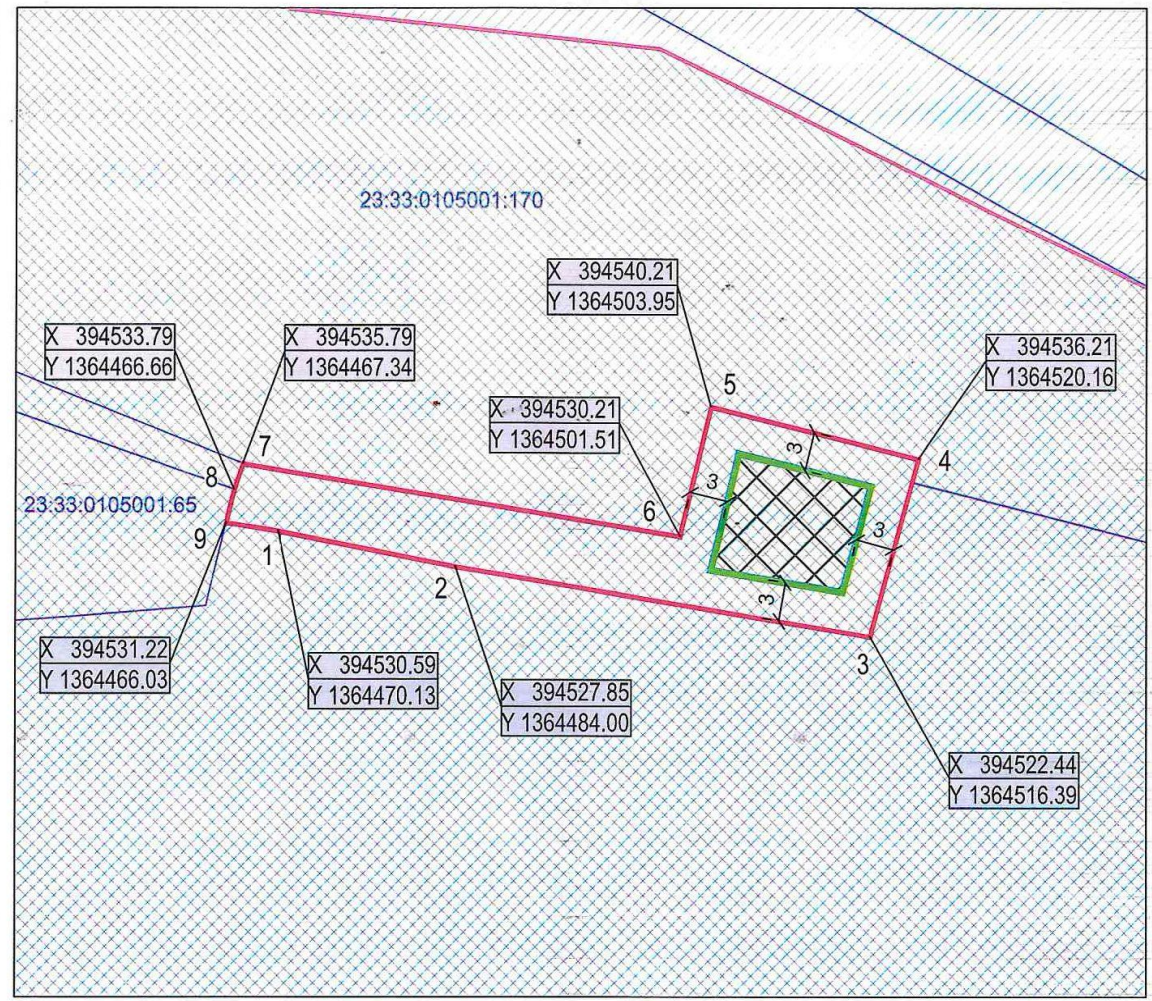 23:33:0105001:170
X 394540.21
Y 1364503.95
X 394533.79
Y 1364466.66
X 394535.79
Y 1364467.34
X 394536.21
Y 1364520.16
X 394530.21
Y 1364501.51
5
4
7
8
6
3
3
3
3
23:33:0105001:65
9
1
2
3
X 394531.22
Y 1364466.03
X 394530.59
Y 1364470.13
X 394527.85
Y 1364484.00
X 394522.44
Y 1364516.39